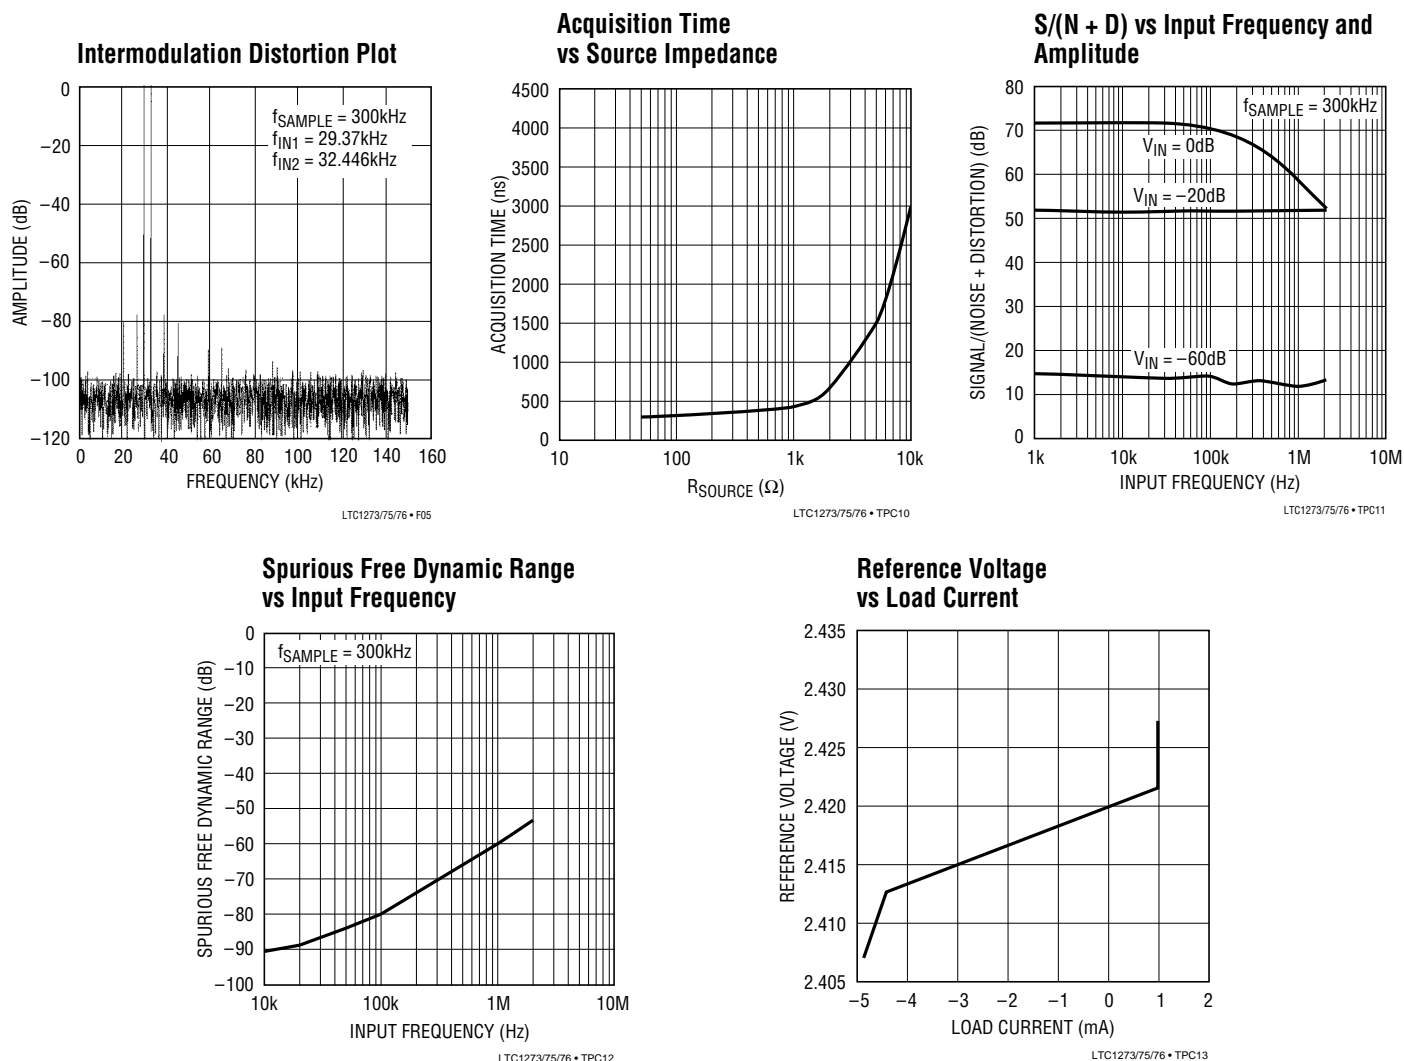 Intermodulation Distortion Plot
AMPLITUDE (dB)
0
–20
–40
–60
–80
–100
–120
fSAMPLE = 300kHz
fIN1 = 29.37kHz
fIN2 = 32.446kHz
0 20 40 60 80 100 120 140 160
FREQUENCY (kHz)
LTC1273/75/76 • F05
Acquisition Time
vs Source Impedance
ACQUISITION TIME (ns)
4500
4000
3500
3000
2500
2000
1500
1000
500
0
10 100 1k 10k
RSOURCE (Ω)
LTC1273/75/76 • TPC10
S/(N + D) vs Input Frequency and
Amplitude
SIGNAL/(NOISE + DISTORTION) (dB)
80
70
60
50
40
30
20
10
0
fSAMPLE = 300kHz
VIN = 0dB
VIN = –20dB
VIN = –60dB
1k 10k 100k 1M 10M
INPUT FREQUENCY (Hz)
LTC1273/75/76 • TPC11
Spurious Free Dynamic Range
vs Input Frequency
SPURIOUS FREE DYNAMIC RANGE (dB)
0
–10
–20
–30
–40
–50
–60
–70
–80
–90
–100
fSAMPLE = 300kHz
10k 100k 1M 10M
INPUT FREQUENCY (Hz)
LTC1273/75/76 • TPC12
Reference Voltage
vs Load Current
REFERENCE VOLTAGE (V)
2.435
2.430
2.425
2.420
2.415
2.410
2.405
–5 –4 –3 –2 –1 0 1 2
LOAD CURRENT (mA)
LTC1273/75/76 • TPC13